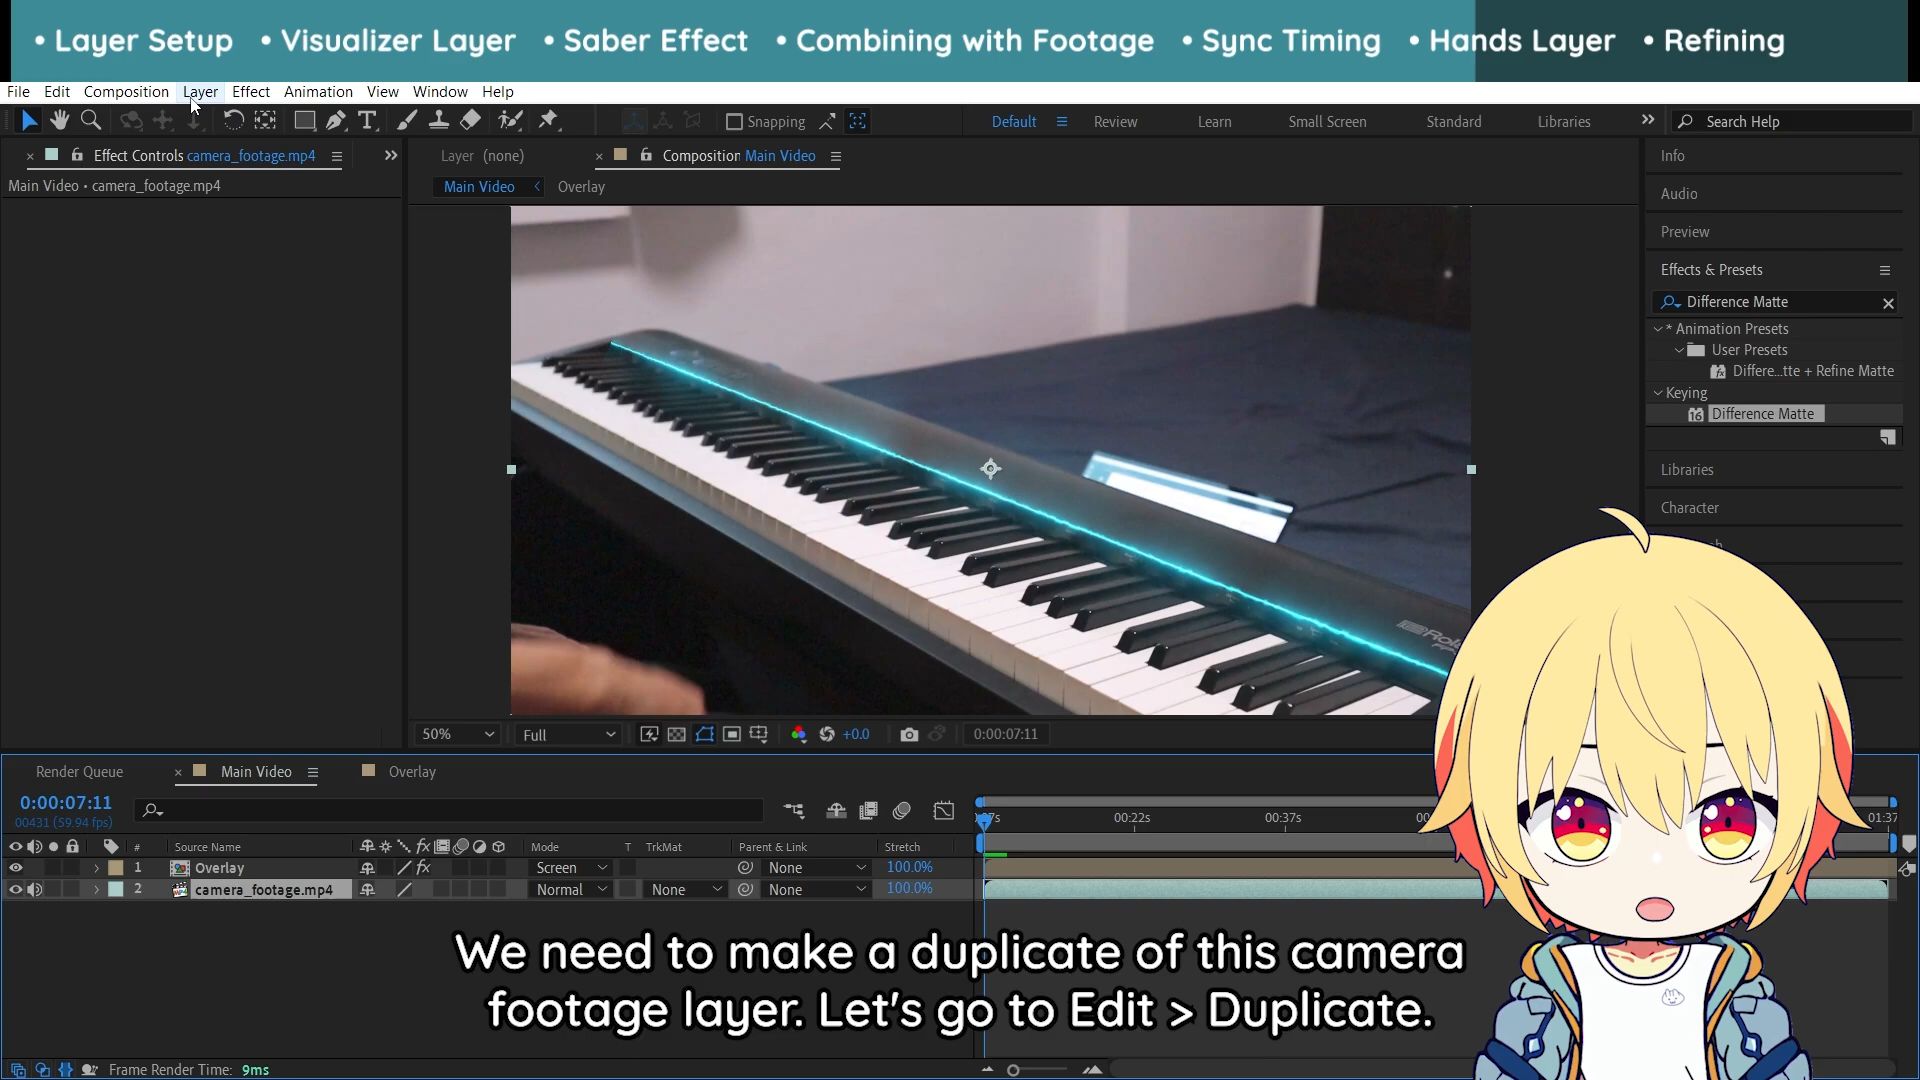 • Layer Setup • Visualizer Layer • Saber Effect • Combining with Footage • Sync Timing • Hands Layer • Refining
File Edit Composition Layer Effect Animation View Window Help
Snapping Default Review Learn Small Screen Standard Libraries Search Help
Effect Controls camera_footage.mp4
Layer (none)
Composition Main Video
Info
Main Video • camera_footage.mp4
Main Video Overlay
Audio
Preview
Effects & Presets
Difference Matte
* Animation Presets
User Presets
Differe...tte + Refine Matte
Keying
Difference Matte
Libraries
Character
Roland
50% Full +0.0 0:00:07:11
Render Queue Main Video Overlay
0:00:07:11
00431 (59.94 fps)
00:22s 00:37s 01:37
# Source Name Mode T TrkMat Parent & Link Stretch
1 Overlay Screen None 100.0%
2 camera_footage.mp4 Normal None None 100.0%
We need to make a duplicate of this camera
footage layer. Let's go to Edit > Duplicate.
Frame Render Time: 9ms